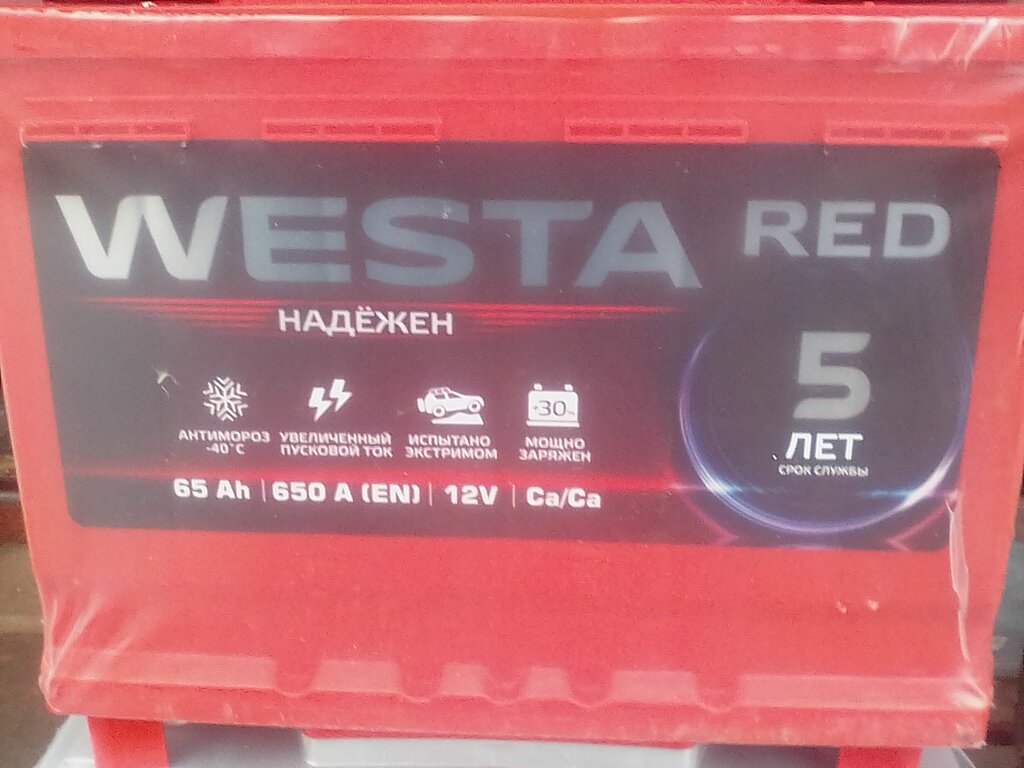 WESTA RED
НАДЁЖЕН
5
ЛЕТ
СРОК СЛУЖБЫ
АНТИМОРОЗ
-40°C
УВЕЛИЧЕННЫЙ
ПУСКОВОЙ ТОК
ИСПЫТАНО
ЭКСТРИМОМ
+30%
МОЩНО
ЗАРЯЖЕН
65 Ah | 650 A (EN) | 12V | Ca/Ca